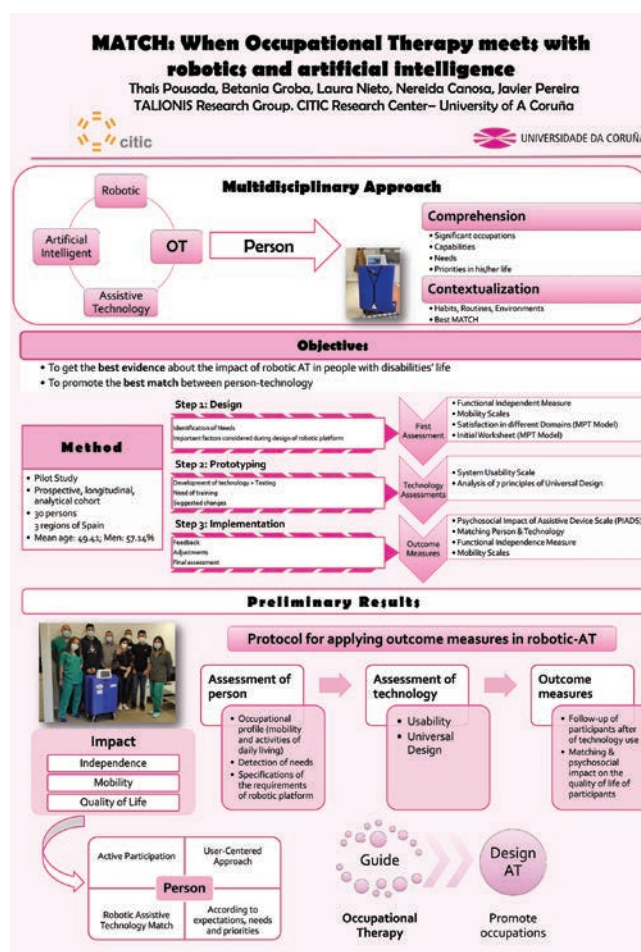 MATCH: When Occupational Therapy meets with
robotics and artificial intelligence
Thais Pousada, Betania Groba, Laura Nieto, Nereida Canosa, Javier Pereira
TALIONIS Research Group. CITIC Research Center– University of A Coruña
citic
UNIVERSIDADE DA CORUÑA
Multidisciplinary Approach
Robotic
Artificial
Intelligent
OT
Assistive
Technology
Person
Comprehension
• Significant occupations
• Capabilities
• Needs
• Priorities in his/her life
Contextualization
• Habits, Routines, Environments
• Best MATCH
Objectives
• To get the best evidence about the impact of robotic AT in people with disabilities' life
• To promote the best match between person-technology
Method
• Pilot Study
• Prospective, longitudinal,
analytical cohort
• 30 persons
3 regions of Spain
• Mean age: 49.41; Men: 57.14%
Step 1: Design
Identification of Needs
Important factors considered during design of robotic platform
First
Assessment
• Functional Independent Measure
• Mobility Scales
• Satisfaction in different Domains (MPT Model)
• Initial Worksheet (MPT Model)
Step 2: Prototyping
Development of technology + Testing
Need of training
Suggested changes
Technology
Assessments
• System Usability Scale
• Analysis of 7 principles of Universal Design
Step 3: Implementation
Feedback
Adjustments
Final assessment
Outcome
Measures
• Psychosocial Impact of Assistive Device Scale (PIADS)
• Matching Person & Technology
• Functional Independence Measure
• Mobility Scales
Preliminary Results
Protocol for applying outcome measures in robotic-AT
Assessment of
person
• Occupational
profile (mobility
and activities of
daily living)
• Detection of needs
• Specifications of
the requirements
of robotic platform
Assessment of
technology
• Usability
• Universal
Design
Outcome
measures
• Follow-up of
participants after
of technology use
• Matching &
psychosocial
impact on the
quality of life of
participants
Impact
Independence
Mobility
Quality of Life
Active Participation
User-Centered
Approach
Person
Robotic Assistive
Technology Match
According to
expectations, needs
and priorities
Guide
Occupational
Therapy
Design
AT
Promote
occupations